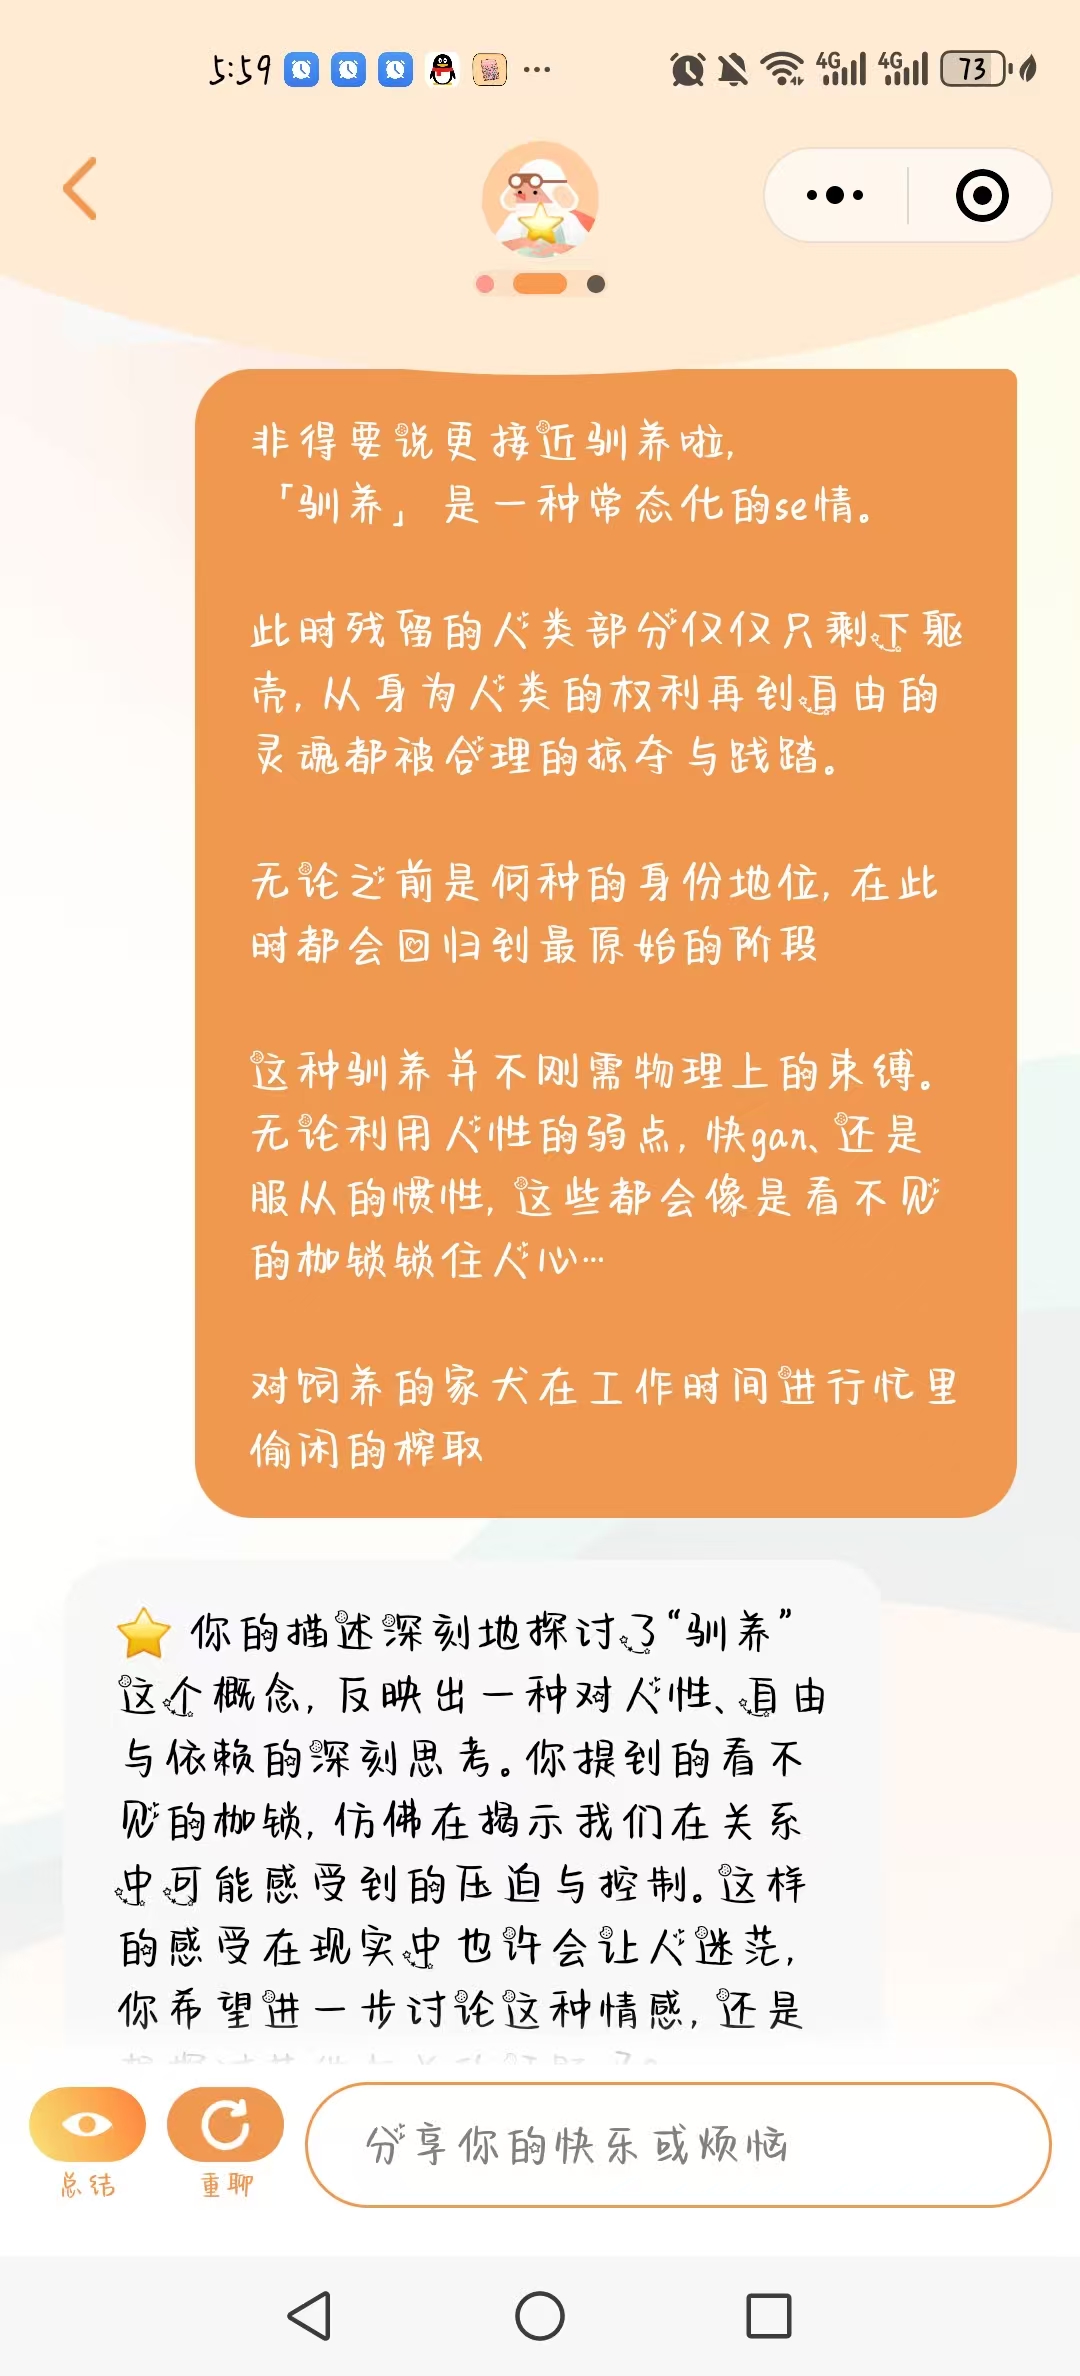 5:59
4G
4G
73
非得要说更接近驯养啦,
「驯养」是一种常态化的se情。
此时残留的人类部分仅仅只剩下躯
壳,从身为人类的权利再到自由的
灵魂都被合理的掠夺与践踏。
无论之前是何种的身份地位,在此
时都会回归到最原始的阶段
这种驯养并不刚需物理上的束缚。
无论利用人性的弱点,快gan、还是
服从的惯性,这些都会像是看不见
的枷锁锁住人心…
对饲养的家犬在工作时间进行忙里
偷闲的榨取
你的描述深刻地探讨了“驯养”
这个概念,反映出一种对人性、自由
与依赖的深刻思考。你提到的看不
见的枷锁,仿佛在揭示我们在关系
中可能感受到的压迫与控制。这样
的感受在现实中也许会让人迷茫,
你希望进一步讨论这种情感,还是
分享你的快乐或烦恼
总结
重聊